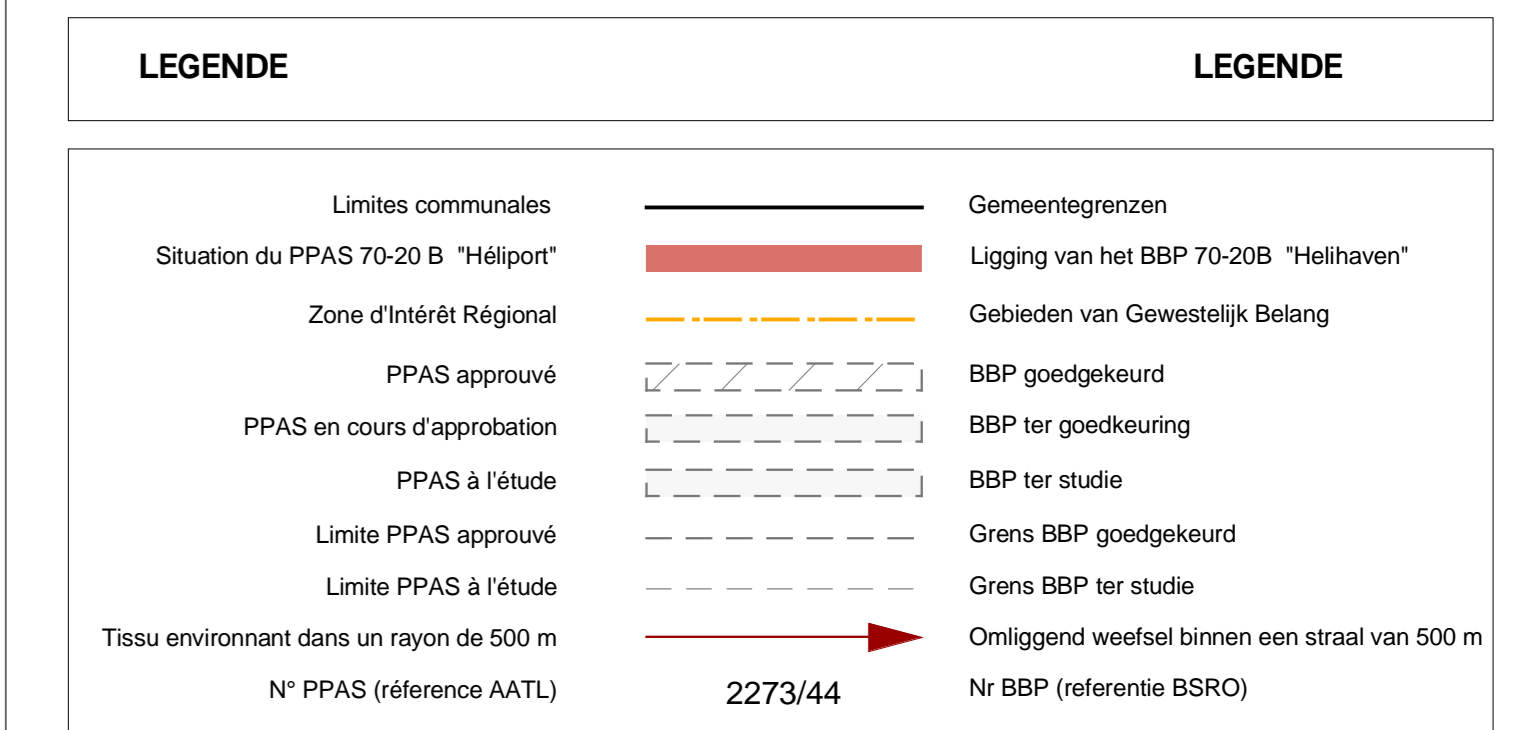 LEGENDE LEGENDE
Limites communales Gemeentegrenzen
Situation du PPAS 70-20 B "Héliport" Ligging van het BBP 70-20B "Helihaven"
Zone d'Intérêt Régional Gebieden van Gewestelijk Belang
PPAS approuvé BBP goedgekeurd
PPAS en cours d'approbation BBP ter goedkeuring
PPAS à l'étude BBP ter studie
Limite PPAS approuvé Grens BBP goedgekeurd
Limite PPAS à l'étude Grens BBP ter studie
Tissu environnant dans un rayon de 500 m Omliggend weefsel binnen een straal van 500 m
N° PPAS (réference AATL) 2273/44 Nr BBP (referentie BSRO)